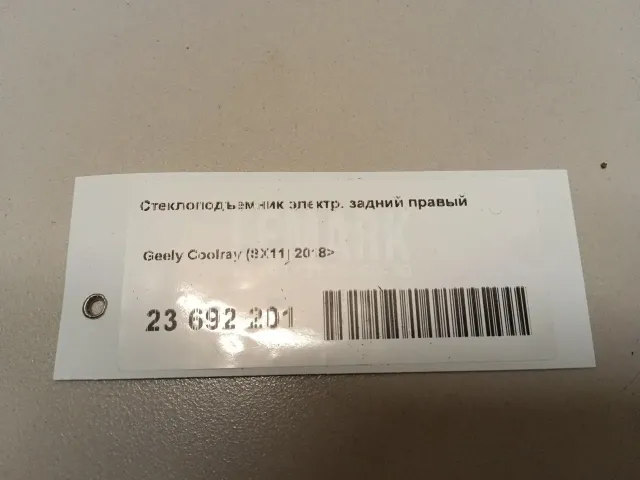 Стеклоподъемник электр. задний правый
Geely Coolray (SX11) 2018>
23 692 201